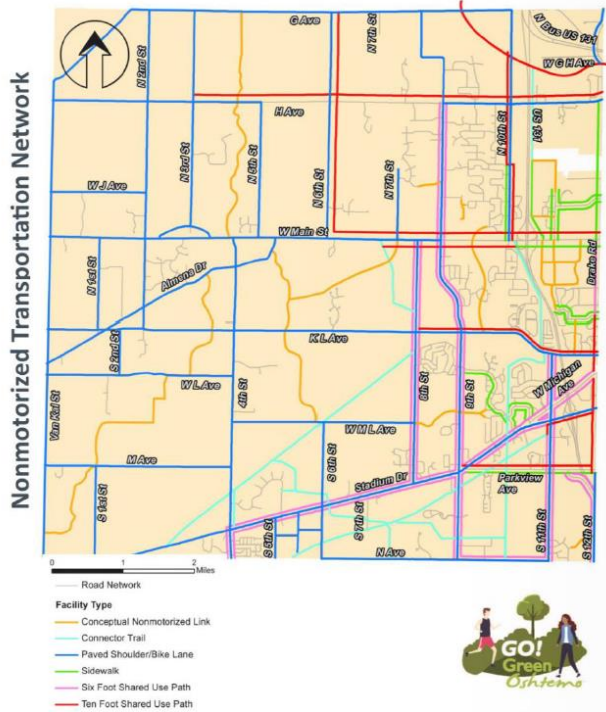 Nonmotorized Transportation Network
G Ave
N 7th St
N Bus US 131
W G H Ave
N 2nd St
H Ave
N 3rd St
N 5th St
N 6th St
N 7th St
N 10th St
US 131
W J Ave
W Main St
Drake Rd
N 1st St
Almena Dr
S 2nd St
K L Ave
Van Kal St
W L Ave
4th St
8th St
9th St
W Michigan Ave
W M L Ave
M Ave
S 6th St
Stadium Dr
Parkview Ave
S 1st St
S 5th St
S 7th St
N Ave
S 11th St
S 12th St
0 1 2
Miles
Road Network
Facility Type
Conceptual Nonmotorized Link
Connector Trail
Paved Shoulder/Bike Lane
Sidewalk
Six Foot Shared Use Path
Ten Foot Shared Use Path
GO!
Green
Oshtemo